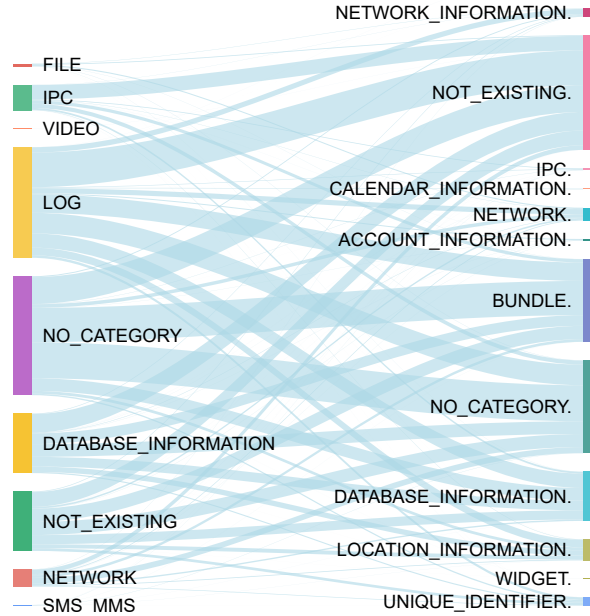 NETWORK_INFORMATION.
FILE
NOT_EXISTING.
IPC
VIDEO
IPC.
CALENDAR_INFORMATION.
LOG
NETWORK.
ACCOUNT_INFORMATION.
BUNDLE.
NO_CATEGORY
NO_CATEGORY.
DATABASE_INFORMATION
DATABASE_INFORMATION.
NOT_EXISTING
LOCATION_INFORMATION.
NETWORK
WIDGET.
UNIQUE_IDENTIFIER.
SMS_MMS